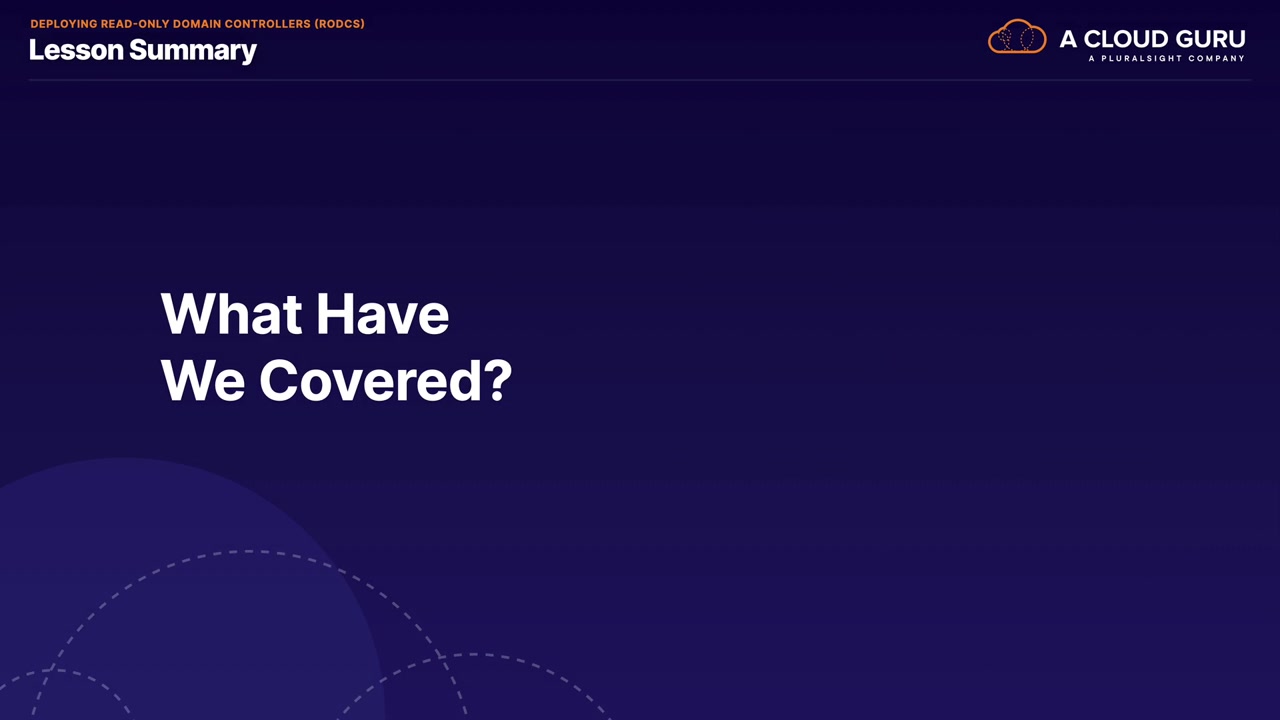 DEPLOYING READ-ONLY DOMAIN CONTROLLERS (RODCS)
Lesson Summary
A CLOUD GURU
A PLURALSIGHT COMPANY
What Have
We Covered?